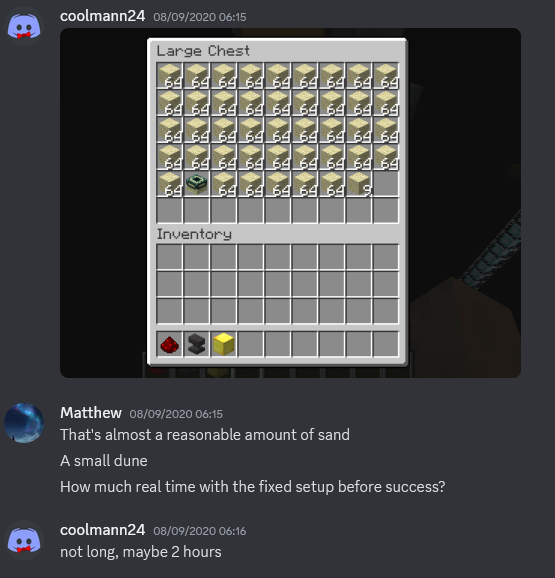 coolmann24 08/09/2020 06:15
Large Chest
64 64 64 64 64 64 64 64 64
64 64 64 64 64 64 64 64 64
64 64 64 64 64 64 64 64 64
64 64 64 64 64 64 64 64 64
64 64 64 64 64 64 9
Inventory
Matthew 08/09/2020 06:15
That's almost a reasonable amount of sand
A small dune
How much real time with the fixed setup before success?
coolmann24 08/09/2020 06:16
not long, maybe 2 hours